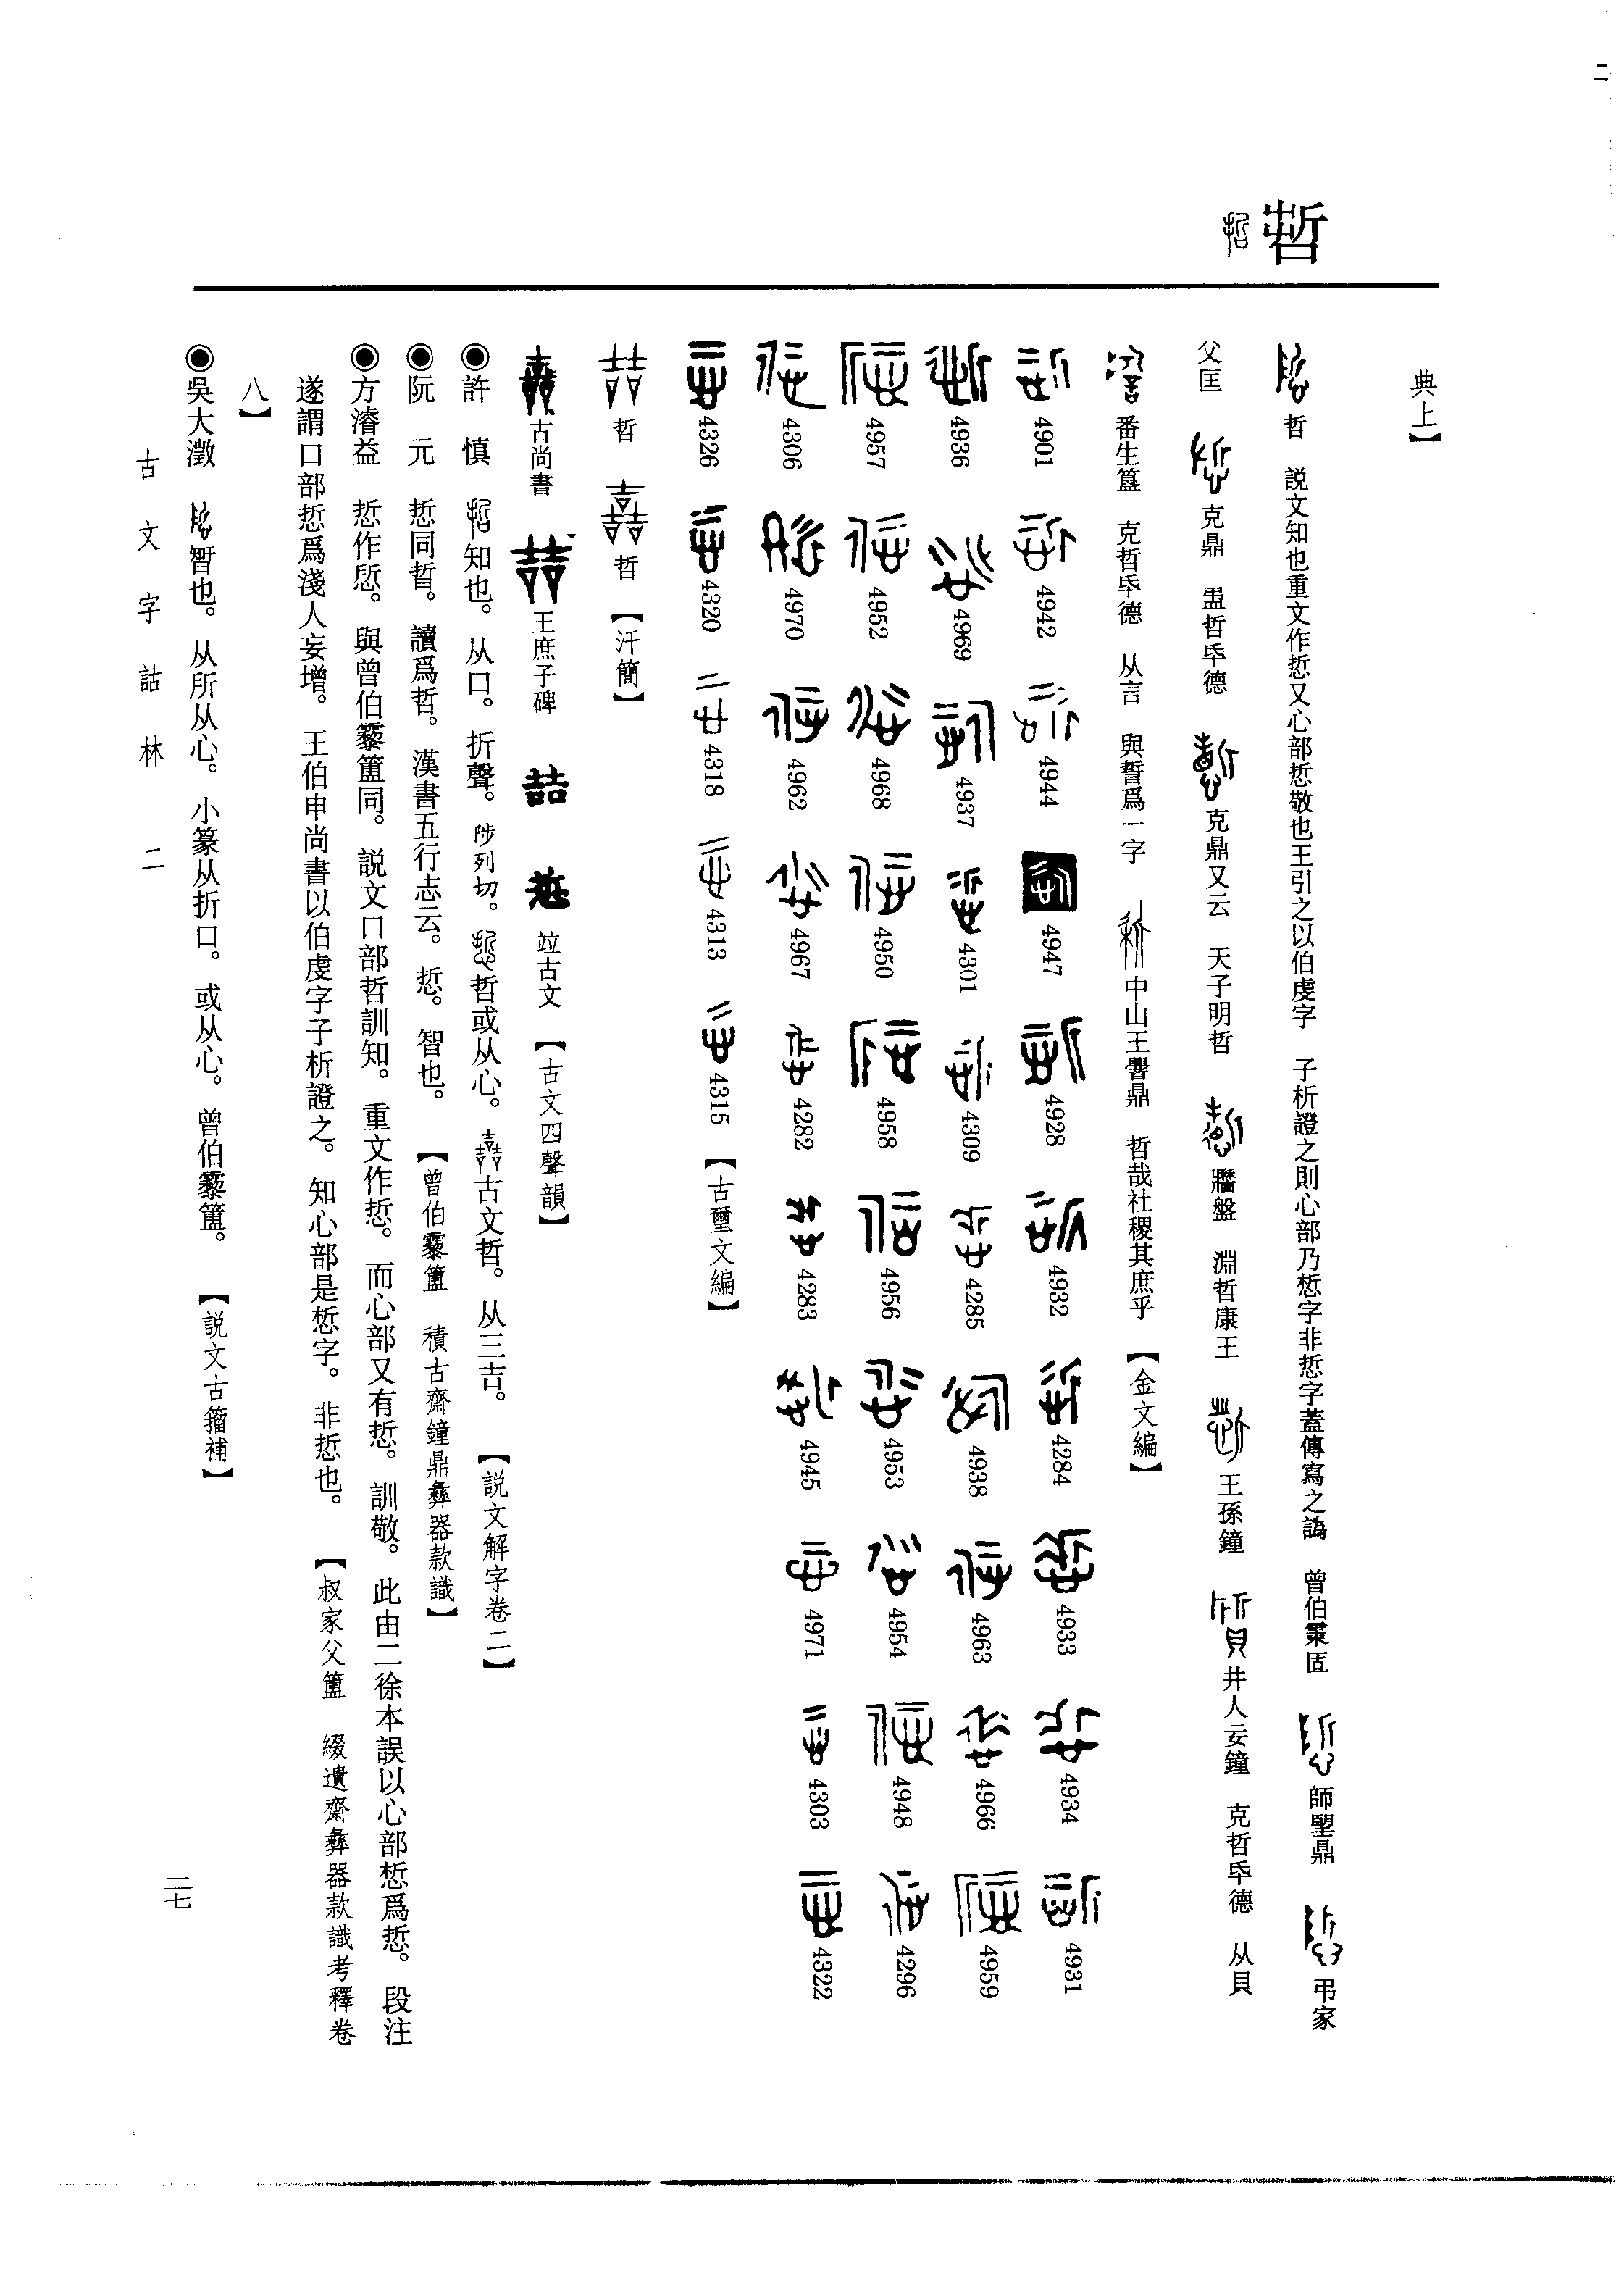 哲
典上】
哲 説文知也重文作悊又心部悊敬也王引之以伯虔字 子析證之則心部乃惁字非悊字蓋傳寫之譌 曾伯霥匜 師𦣠鼎 弔家
父匡 克鼎 盄哲氒德 克鼎又云 天子明哲 牆盤 淵哲康王 王孫鐘 井人妄鐘 克哲氒德 从貝
番生簋 克哲氒德 从言 與誓爲一字 中山王鼎 哲哉社稷其庶乎 【金文編】
4901 4942 4944 4947 4928 4932 4284 4933 4934 4931
4936 4969 4937 4301 4309 4285 4938 4963 4966 4959
4957 4952 4968 4950 4958 4956 4953 4954 4948 4296
4306 4970 4962 4967 4282 4283 4945 4971 4303 4322
4326 4320 4318 4313 4315 【古璽文編】
哲 哲 【汗簡】
古尚書 王庶子碑 竝古文 【古文四聲韻】
◉許 慎 知也。从口。折聲。陟列切。哲或从心。古文哲。从三吉。 【説文解字卷二】
◉阮 元 悊同晢。讀爲哲。漢書五行志云。悊。智也。 【曾伯霥簠 積古齋鐘鼎彝器款識】
◉方濬益 悊作悊。與曾伯霥簠同。説文口部哲訓知。重文作悊。而心部又有悊。訓敬。此由二徐本誤以心部惁爲悊。段注
遂謂口部悊爲淺人妄增。王伯申尚書以伯虔字子析證之。知心部是惁字。非悊也。 【叔家父簠 綴遺齋彝器款識考釋卷
八】
◉吳大澂 暂也。从所从心。小篆从折口。或从心。曾伯霥簠。 【説文古籀補】
古文字詁林 二
二七